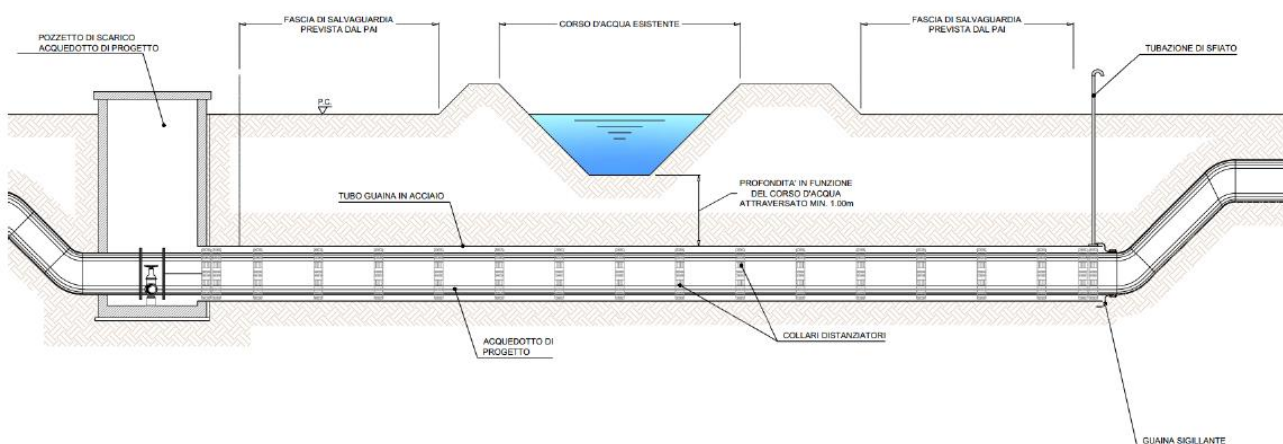 FASCIA DI SALVAGUARDIA
PREVISTA DAL PAI
CORSO D'ACQUA ESISTENTE
FASCIA DI SALVAGUARDIA
PREVISTA DAL PAI
POZZETTO DI SCARICO
ACQUEDOTTO DI PROGETTO
TUBAZIONE DI SFIATO
P.C.
PROFONDITA' IN FUNZIONE
DEL CORSO D'ACQUA
ATTRAVERSATO MIN. 1.00m
TUBO GUAINA IN ACCIAIO
COLLARI DISTANZIATORI
ACQUEDOTTO DI
PROGETTO
GUAINA SIGILLANTE